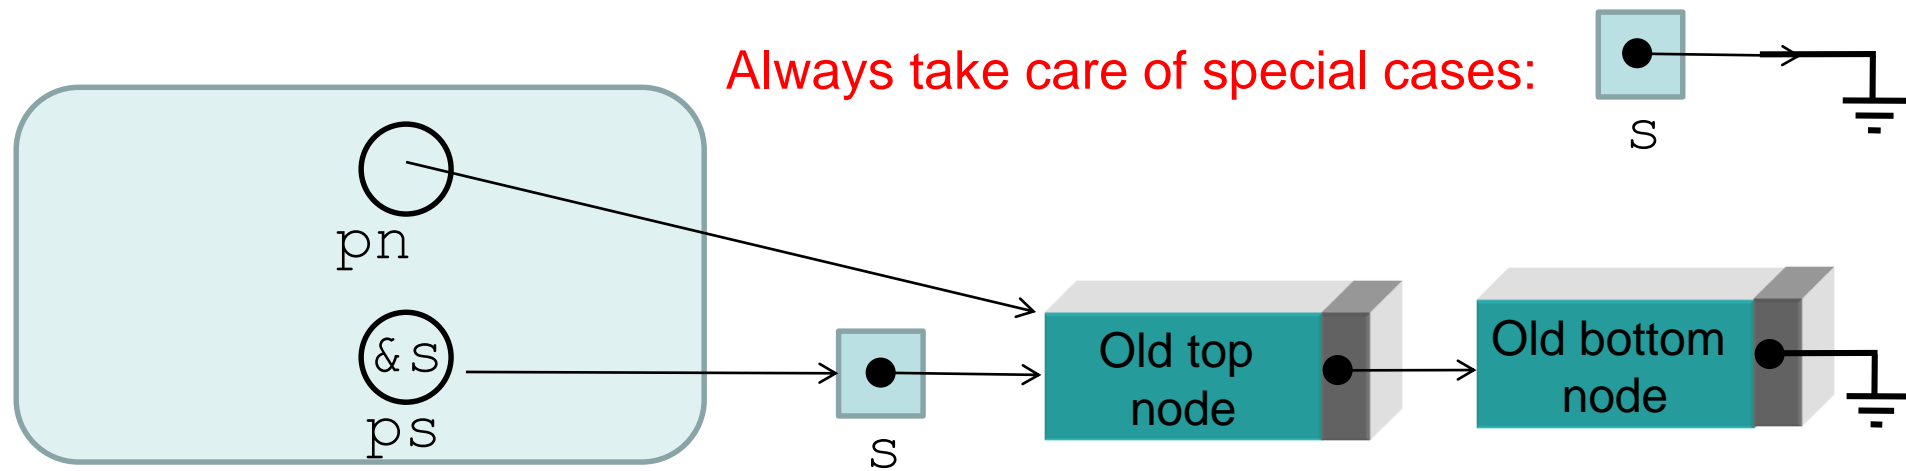 Always take care of special cases:
s
pn
&s
ps
s
Old top
node
Old bottom
node